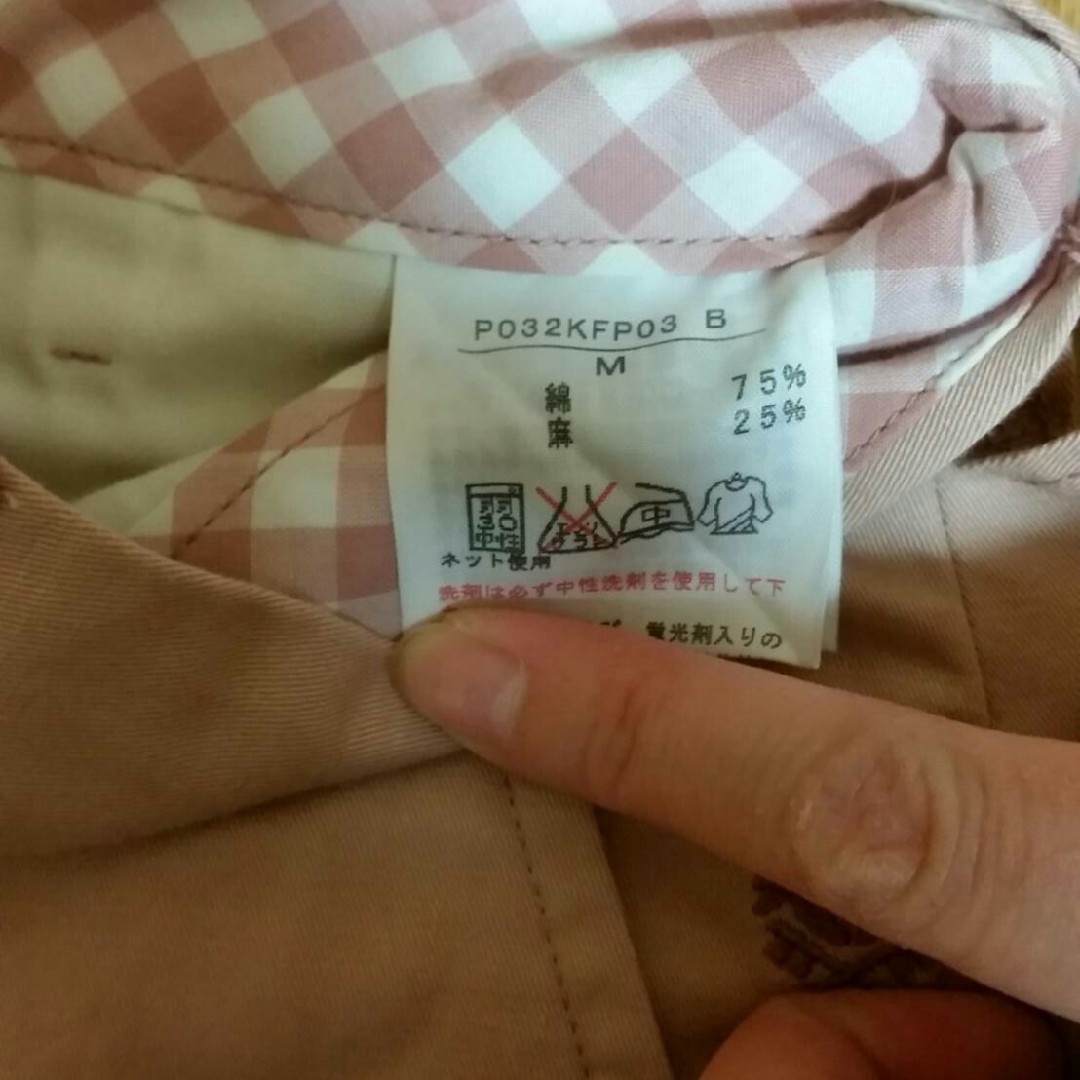 P032KFP03 B
M
綿 75%
麻 25%
弱 30 中性
中
ネット使用
洗剤は必ず中性洗剤を使用して下
蛍光剤入りの